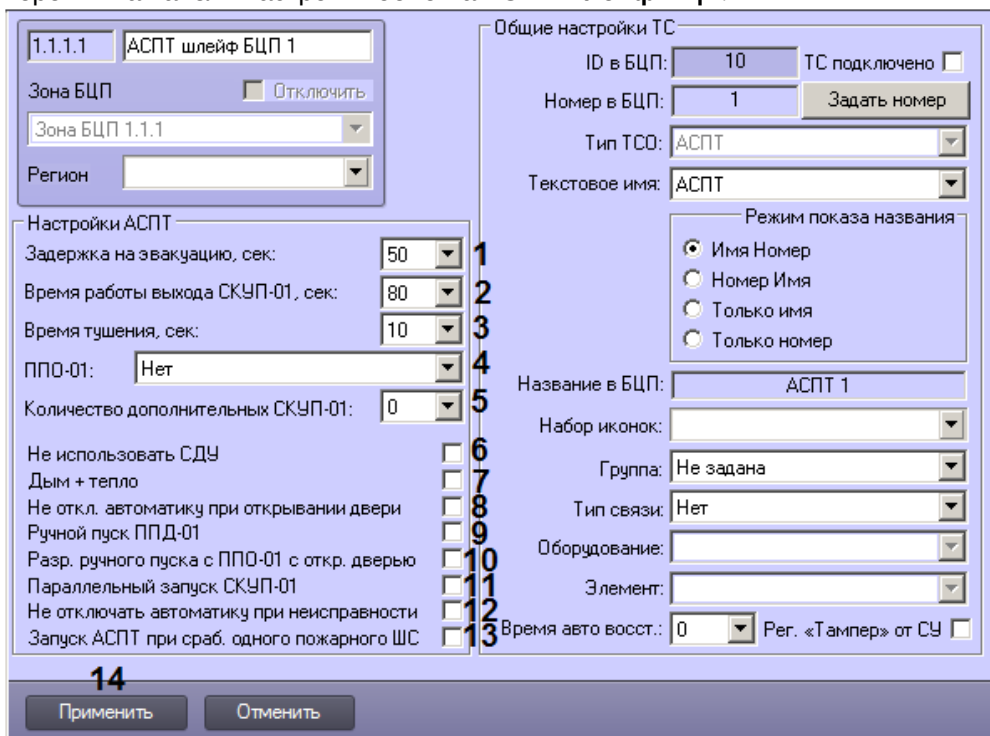 1.1.1.1 АСПТ шлейф БЦП 1
Зона БЦП Отключить
Зона БЦП 1.1.1
Регион
Настройки АСПТ
Задержка на эвакуацию, сек: 50 1
Время работы выхода СКУП-01, сек: 80 2
Время тушения, сек: 10 3
ППО-01: Нет 4
Количество дополнительных СКУП-01: 0 5
Не использовать СДУ 6
Дым + тепло 7
Не откл. автоматику при открывании двери 8
Ручной пуск ППД-01 9
Разр. ручного пуска с ППО-01 с откр. дверью 10
Параллельный запуск СКУП-01 11
Не отключать автоматику при неисправности 12
Запуск АСПТ при сраб. одного пожарного ШС 13
Общие настройки ТС
ID в БЦП: 10 ТС подключено
Номер в БЦП: 1 Задать номер
Тип ТСО: АСПТ
Текстовое имя: АСПТ
Режим показа названия
Имя Номер
Номер Имя
Только имя
Только номер
Название в БЦП: АСПТ 1
Набор иконок:
Группа: Не задана
Тип связи: Нет
Оборудование:
Элемент:
Время авто восст.: 0 Рег. «Тампер» от СУ
14
Применить Отменить